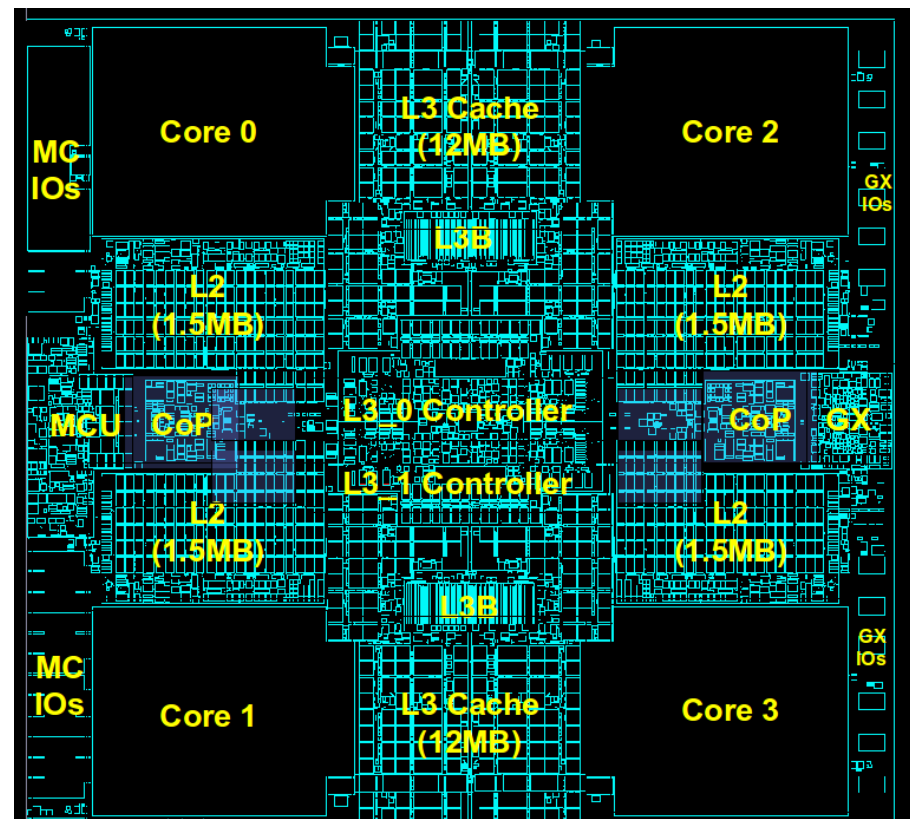 Core 0
L3 Cache
(12MB)
Core 2
MC
IOs
GX
IOs
L3B
L2
(1.5MB)
L2
(1.5MB)
MCU
CoP
L3_0 Controller
CoP
GX
L3_1 Controller
L2
(1.5MB)
L2
(1.5MB)
L3B
MC
IOs
Core 1
L3 Cache
(12MB)
Core 3
GX
IOs